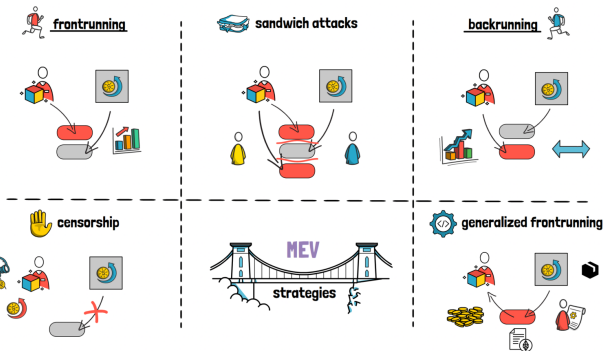 frontrunning
sandwich attacks
backrunning
censorship
MEV
strategies
generalized frontrunning